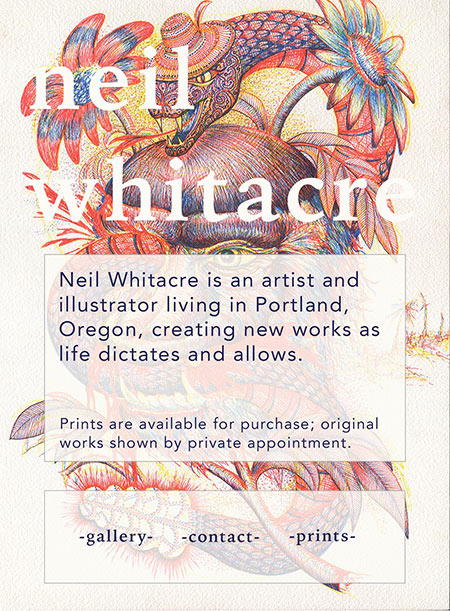 neil
whitacre
Neil Whitacre is an artist and
illustrator living in Portland,
Oregon, creating new works as
life dictates and allows.
Prints are available for purchase; original
works shown by private appointment.
-gallery- -contact- -prints-